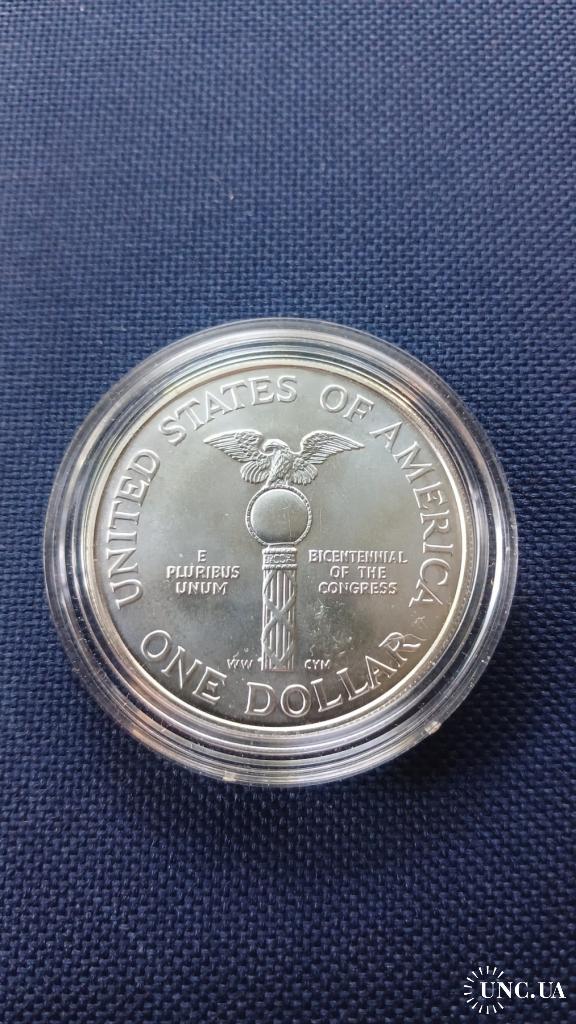 UNITED STATES OF AMERICA
E
PLURIBUS
UNUM
BICENTENNIAL
OF THE
CONGRESS
WW
CYM
ONE DOLLAR
UNC.UA